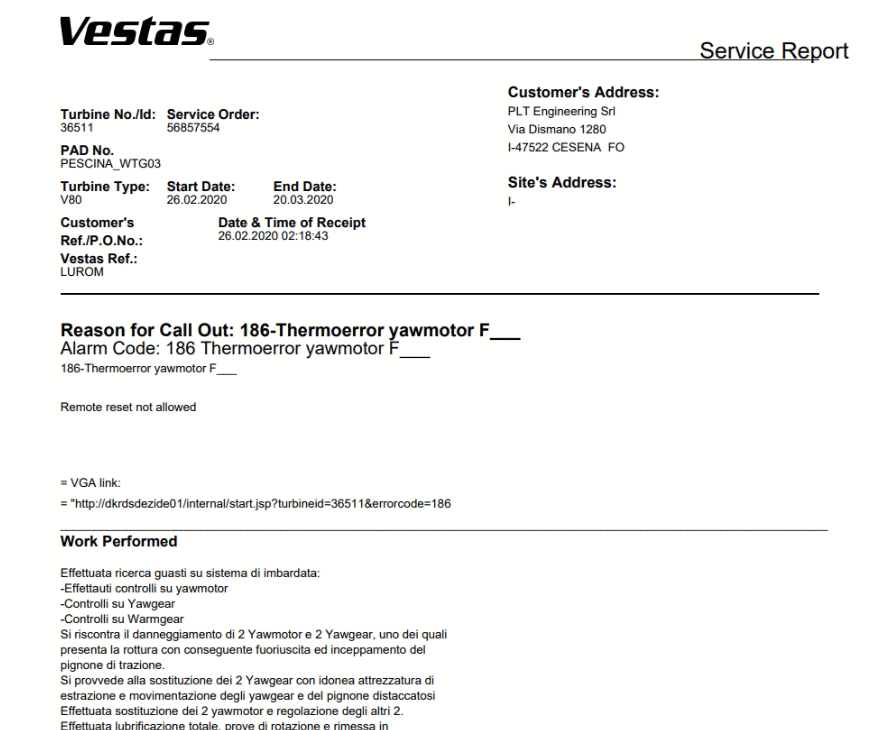 Vestas®
Service Report
Customer's Address:
PLT Engineering Srl
Via Dismano 1280
I-47522 CESENA FO
Site's Address:
I-
Turbine No./Id: Service Order:
36511 56857554
PAD No.
PESCINA_WTG03
Turbine Type: Start Date: End Date:
V80 26.02.2020 20.03.2020
Customer's Date & Time of Receipt
Ref./P.O.No.: 26.02.2020 02:18:43
Vestas Ref.:
LUROM
Reason for Call Out: 186-Thermoerror yawmotor F___
Alarm Code: 186 Thermoerror yawmotor F___
186-Thermoerror yawmotor F___
Remote reset not allowed
= VGA link:
= "http://dkrdsdezide01/internal/start.jsp?turbineid=36511&errorcode=186
Work Performed
Effettuata ricerca guasti su sistema di imbardata:
-Effettauti controlli su yawmotor
-Controlli su Yawgear
-Controlli su Warmgear
Si riscontra il danneggiamento di 2 Yawmotor e 2 Yawgear, uno dei quali
presenta la rottura con conseguente fuoriuscita ed inceppamento del
pignone di trazione.
Si provvede alla sostituzione dei 2 Yawgear con idonea attrezzatura di
estrazione e movimentazione degli yawgear e del pignone distaccatosi
Effettuata sostituzione dei 2 yawmotor e regolazione degli altri 2.
Effettuata lubrificazione totale, prove di rotazione e rimessa in